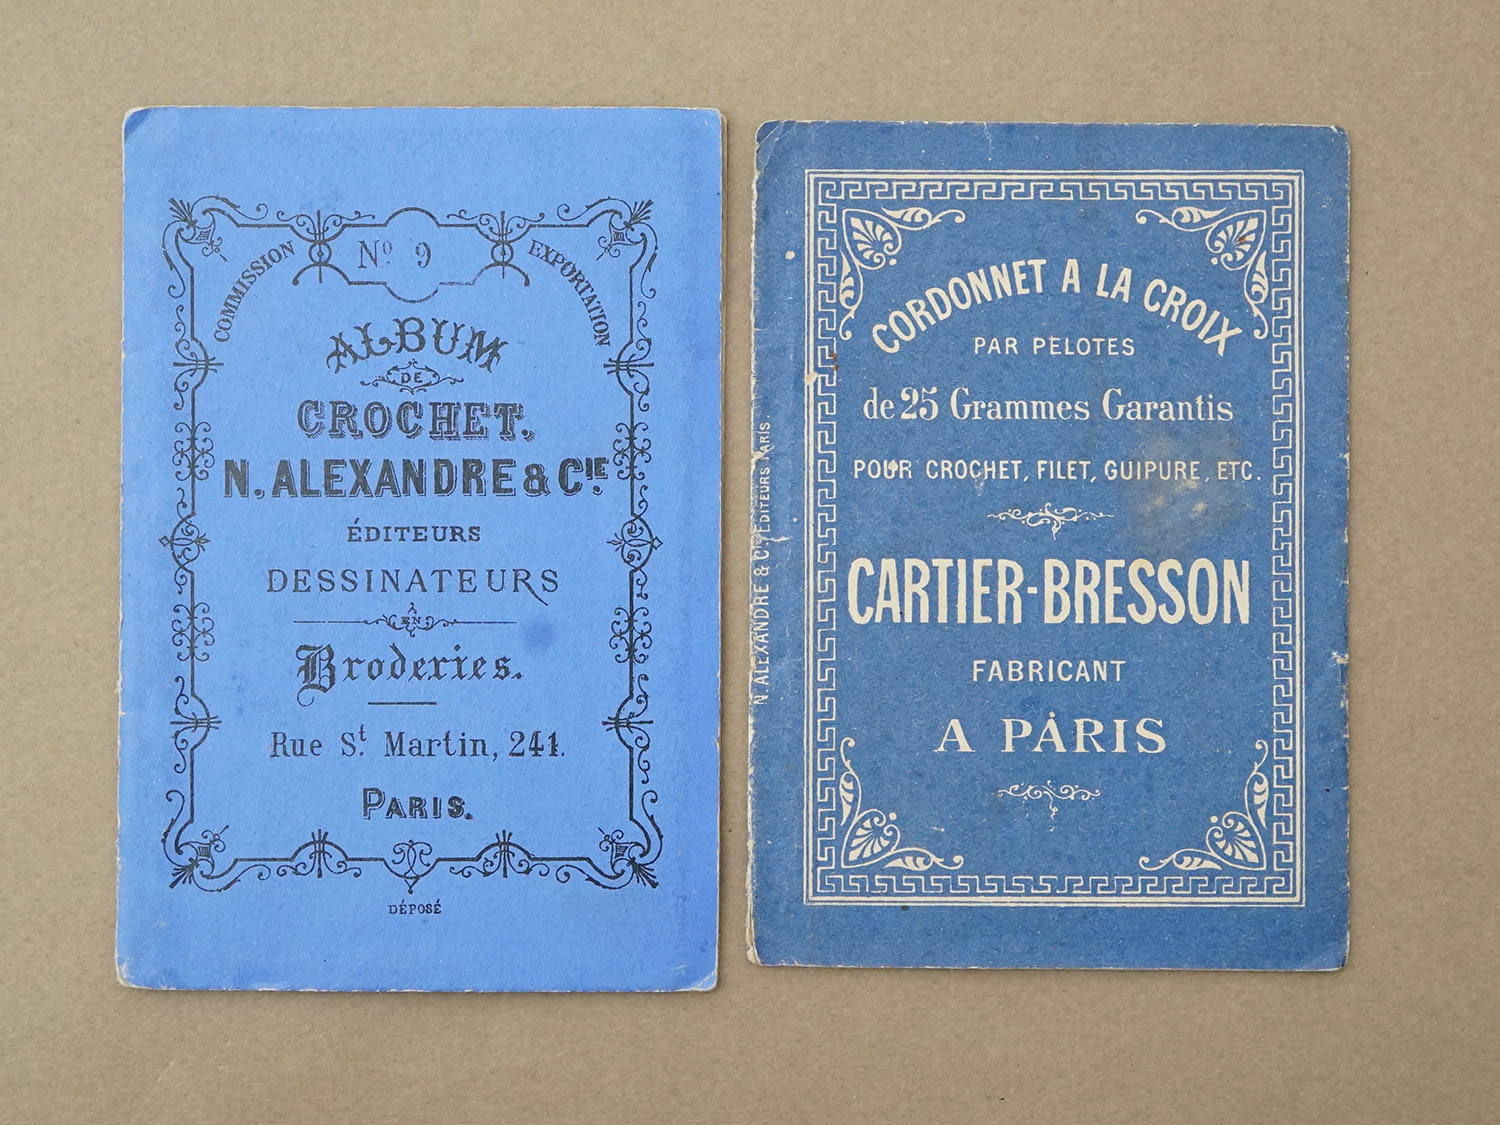 COMMISSION
Nº 9
EXPORTATION
ALBUM
DE
CROCHET.
N. ALEXANDRE & CIE.
ÉDITEURS
DESSINATEURS
EN
Broderies.
Rue St. Martin, 241.
PARIS.
DÉPOSÉ
N. ALEXANDRE & Cie. EDITEURS PARIS.
CORDONNET A LA CROIX
PAR PELOTES
de 25 Grammes Garantis
POUR CROCHET, FILET, GUIPURE, ETC.
CARTIER-BRESSON
FABRICANT
A PARIS